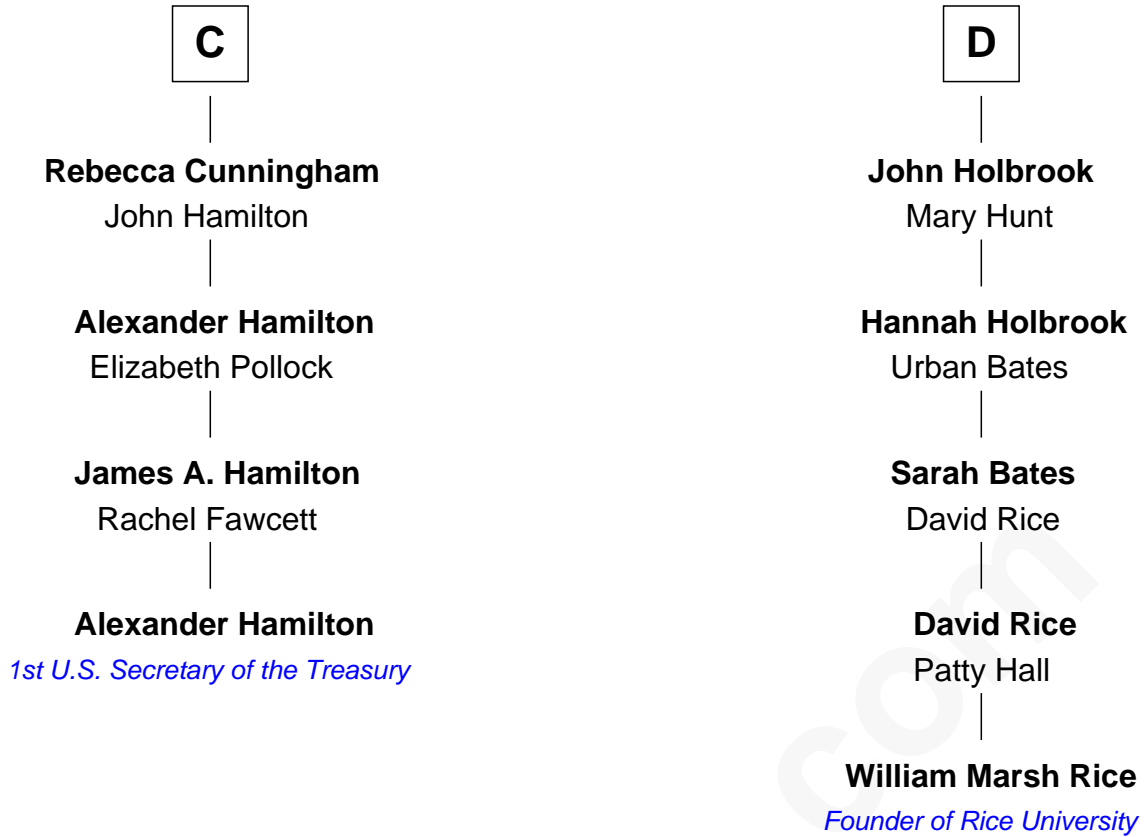 C
Rebecca Cunningham
John Hamilton
Alexander Hamilton
Elizabeth Pollock
James A. Hamilton
Rachel Fawcett
Alexander Hamilton
1st U.S. Secretary of the Treasury
D
John Holbrook
Mary Hunt
Hannah Holbrook
Urban Bates
Sarah Bates
David Rice
David Rice
Patty Hall
William Marsh Rice
Founder of Rice University
com